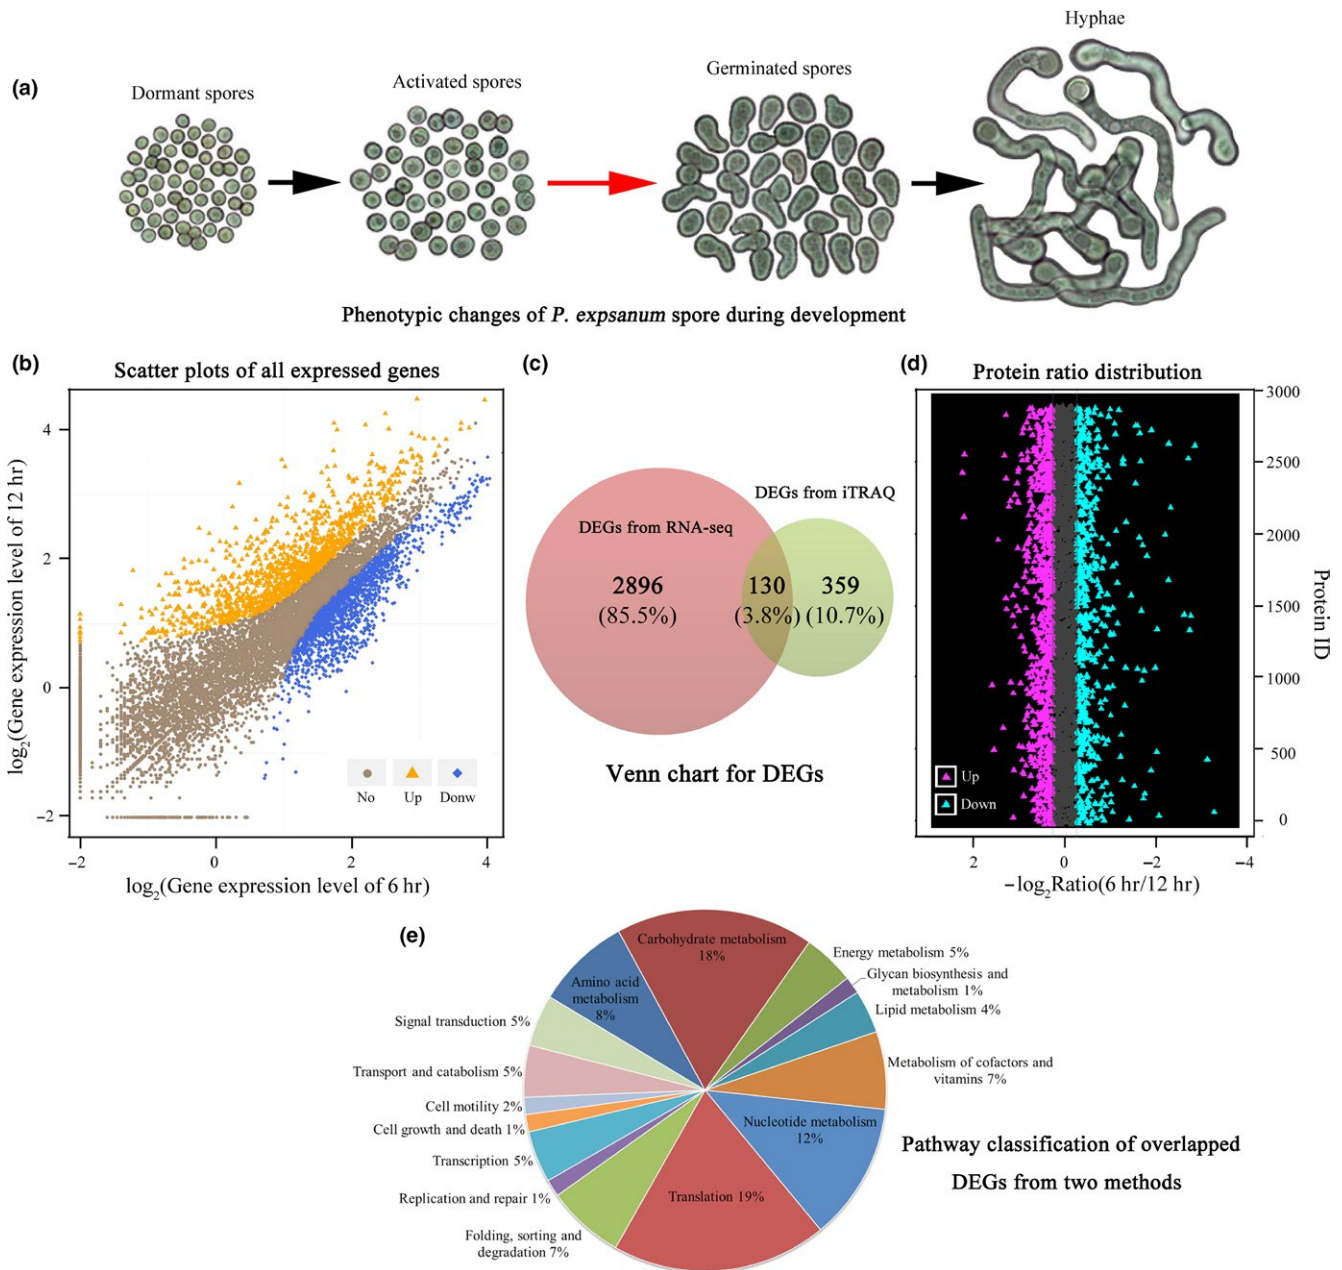 (a)
Dormant spores
Activated spores
Germinated spores
Hyphae
Phenotypic changes of P. expsanum spore during development
(b)
Scatter plots of all expressed genes
log2(Gene expression level of 12 hr)
4
2
0
−2
−2 0 2 4
log2(Gene expression level of 6 hr)
No Up Donw
(c)
DEGs from RNA-seq
DEGs from iTRAQ
2896
(85.5%)
130
(3.8%)
359
(10.7%)
Venn chart for DEGs
(d)
Protein ratio distribution
3000
2500
2000
1500
1000
500
0
Protein ID
Up
Down
2 0 −2 −4
−log2Ratio(6 hr/12 hr)
(e)
Carbohydrate metabolism
18%
Energy metabolism 5%
Glycan biosynthesis and
metabolism 1%
Lipid metabolism 4%
Metabolism of cofactors and
vitamins 7%
Nucleotide metabolism
12%
Translation 19%
Folding, sorting and
degradation 7%
Replication and repair 1%
Transcription 5%
Cell growth and death 1%
Cell motility 2%
Transport and catabolism 5%
Signal transduction 5%
Amino acid
metabolism
8%
Pathway classification of overlapped
DEGs from two methods